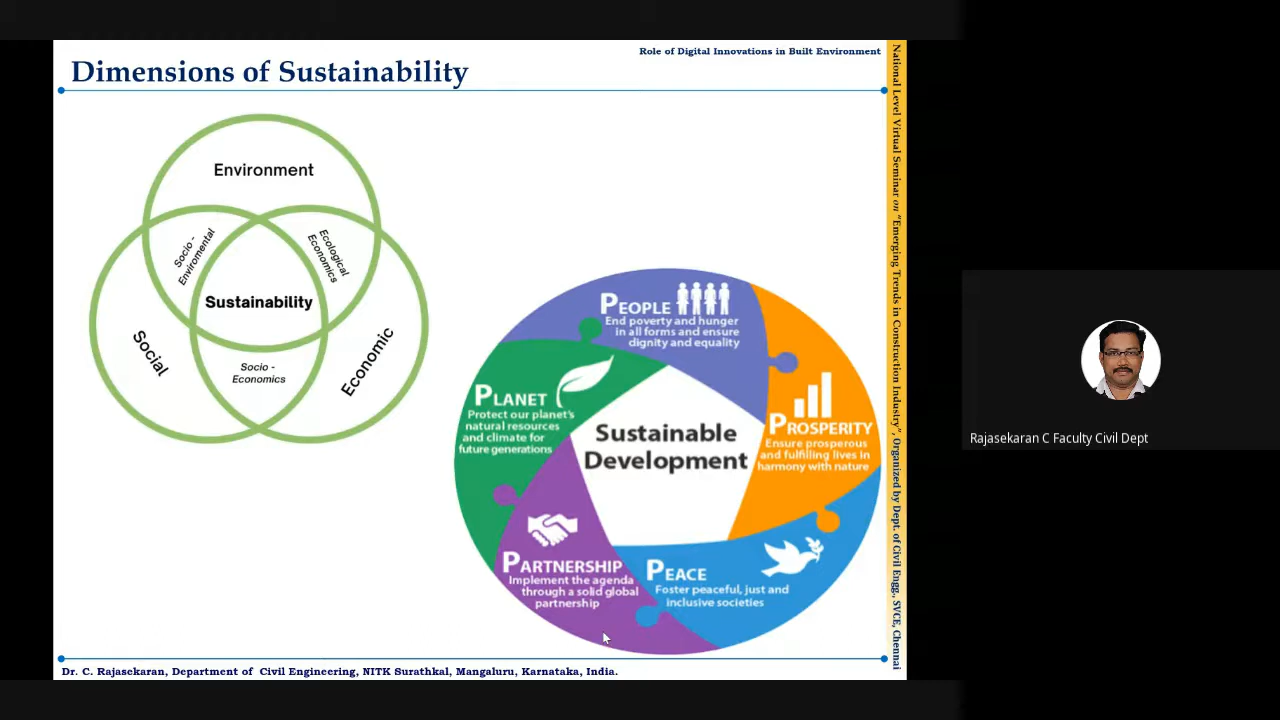 Role of Digital Innovations in Built Environment
Dimensions of Sustainability
Environment
Socio -
Enviromental
Ecological
Economics
Sustainability
Social
Economic
Socio -
Economics
PEOPLE
End poverty and hunger
in all forms and ensure
dignity and equality
PLANET
Protect our planet's
natural resources
and climate for
future generations
PROSPERITY
Ensure prosperous
and fulfilling lives in
harmony with nature
Sustainable
Development
PARTNERSHIP
Implement the agenda
through a solid global
partnership
PEACE
Foster peaceful, just and
inclusive societies
Dr. C. Rajasekaran, Department of Civil Engineering, NITK Surathkal, Mangaluru, Karnataka, India.
National Level Virtual Seminar on "Emerging Trends in Construction Industry", Organized by Dept. of Civil Engg., SVCE, Chennai
Rajasekaran C Faculty Civil Dept